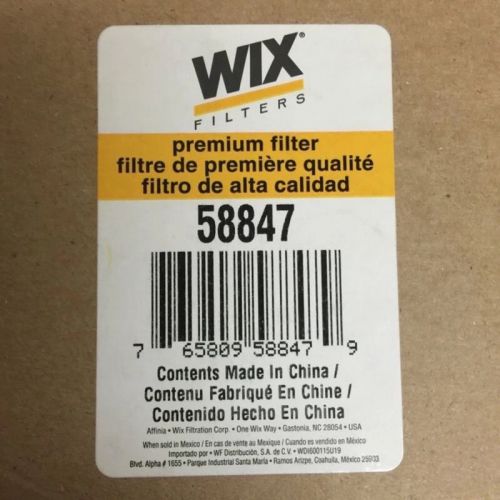 WIX®
FILTERS
premium filter
filtre de première qualité
filtro de alta calidad
58847
7 65809 58847 9
Contents Made In China /
Contenu Fabriqué En Chine /
Contenido Hecho En China
Affinia • Wix Filtration Corp. • One Wix Way • Gastonia, NC 28054 • USA
When sold in Mexico / En cas de vente au Mexique / Cuando es vendido en México
Importado por • WF Distribución, S.A. de C.V. • WDI600115U19
Blvd. Alpha # 1655 • Parque Industrial Santa María • Ramos Arizpe, Coahuila, México 25903